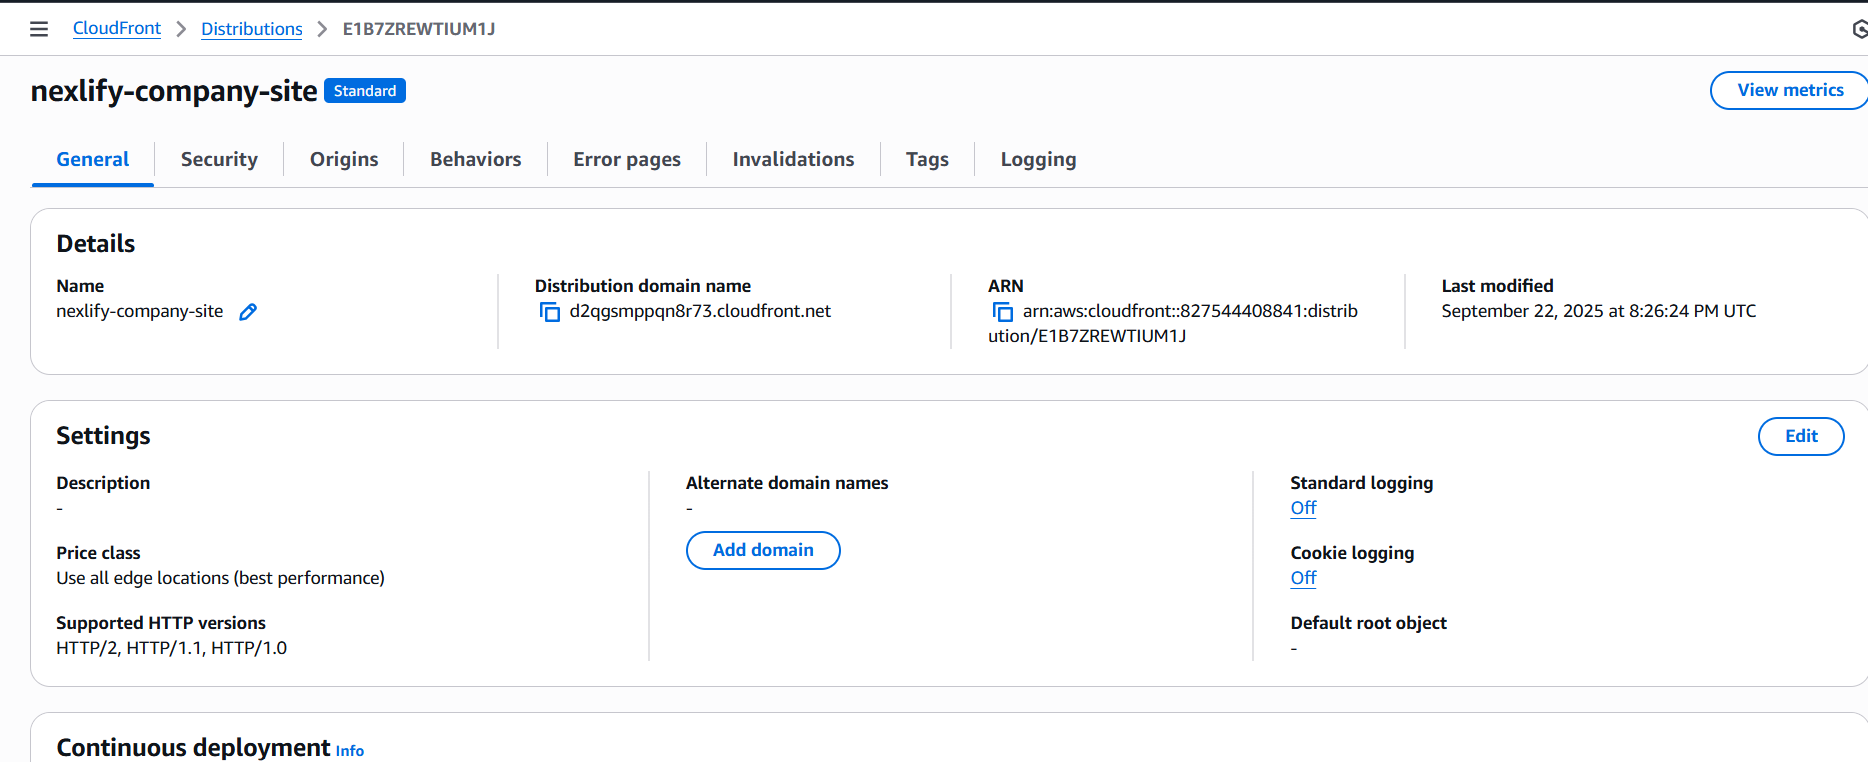 CloudFront > Distributions > E1B7ZREWTIUM1J
nexlify-company-site Standard
View metrics
General Security Origins Behaviors Error pages Invalidations Tags Logging
Details
Name
nexlify-company-site
Distribution domain name
d2qgsmppqn8r73.cloudfront.net
ARN
arn:aws:cloudfront::827544408841:distrib
ution/E1B7ZREWTIUM1J
Last modified
September 22, 2025 at 8:26:24 PM UTC
Settings
Edit
Description
-
Price class
Use all edge locations (best performance)
Supported HTTP versions
HTTP/2, HTTP/1.1, HTTP/1.0
Alternate domain names
-
Add domain
Standard logging
Off
Cookie logging
Off
Default root object
-
Continuous deployment Info